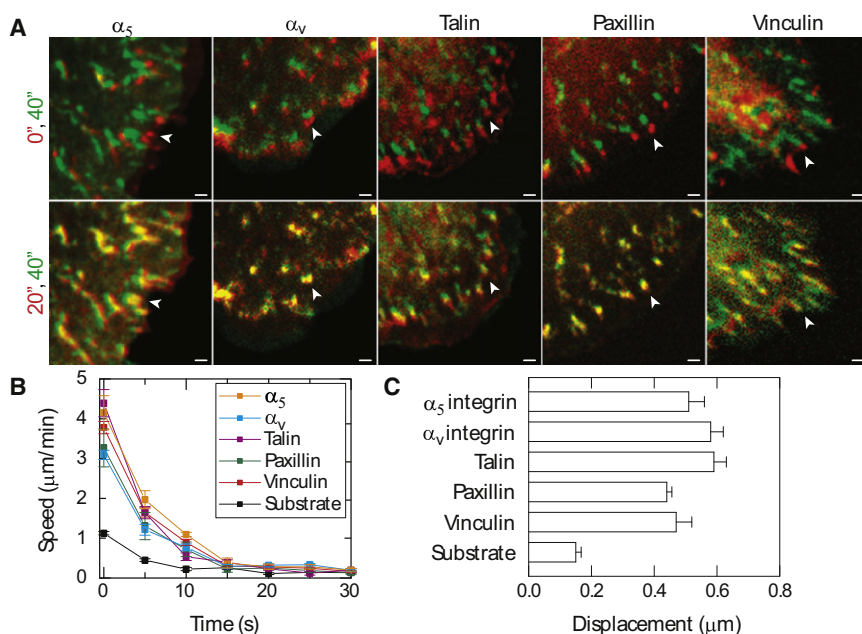 A
α5 αv Talin Paxillin Vinculin
0", 40"
20", 40"
B
Speed (μm/min)
5
4
3
2
1
0
α5
αv
Talin
Paxillin
Vinculin
Substrate
0 10 20 30
Time (s)
C
α5 integrin
αv integrin
Talin
Paxillin
Vinculin
Substrate
0 0.2 0.4 0.6 0.8
Displacement (μm)